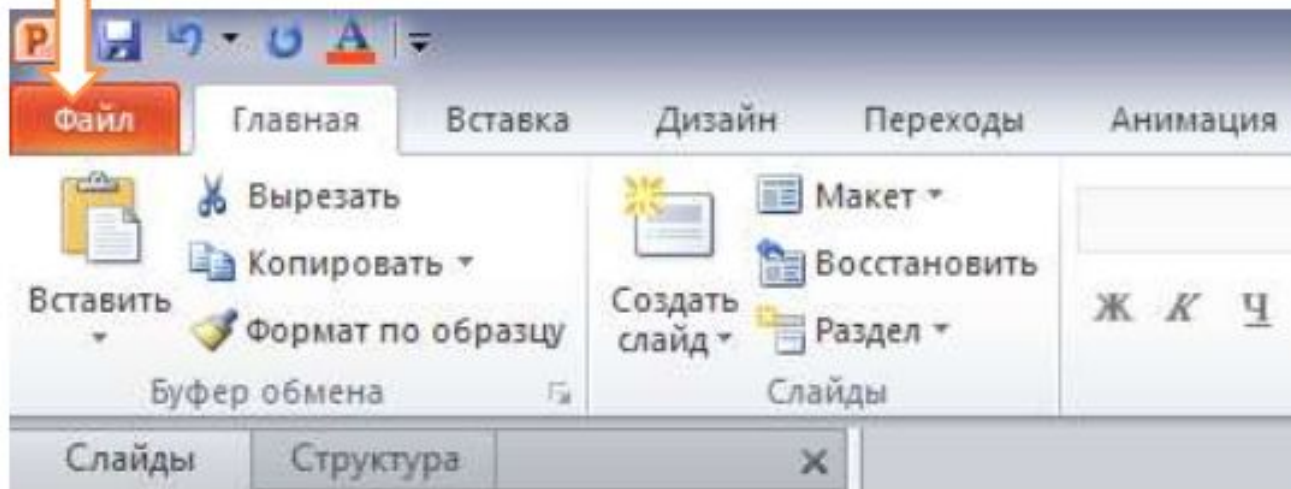 P A
Файл Главная Вставка Дизайн Переходы Анимация
Вырезать Макет
Копировать Восстановить
Вставить Формат по образцу Создать слайд Раздел Ж К Ч
Буфер обмена Слайды
Слайды Структура